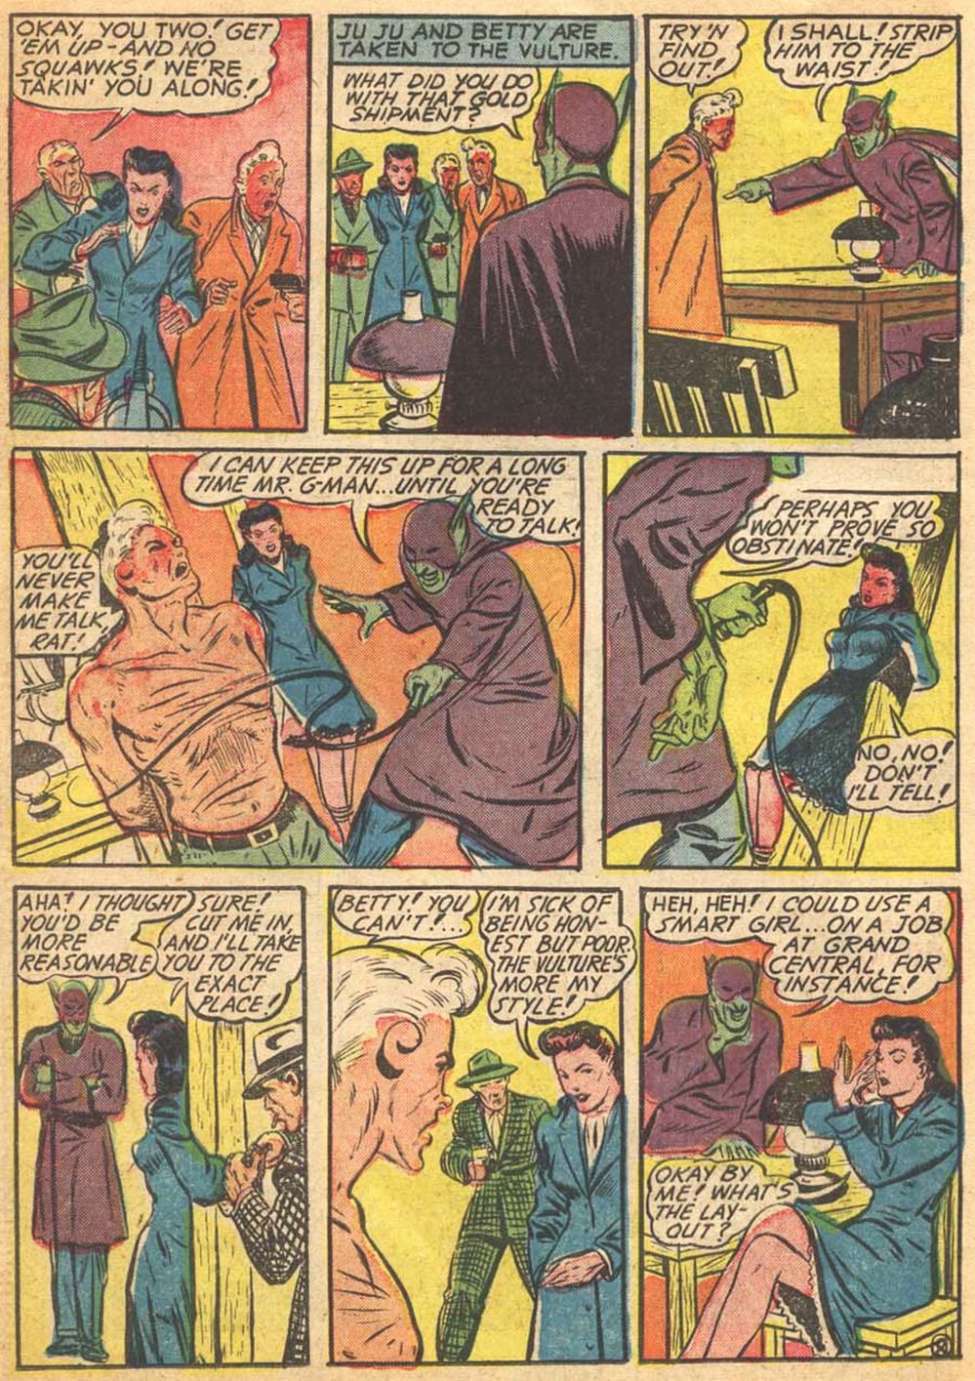 OKAY, YOU TWO! GET
'EM UP - AND NO
SQUAWKS! WE'RE
TAKIN' YOU ALONG!
JU JU AND BETTY ARE
TAKEN TO THE VULTURE.
WHAT DID YOU DO
WITH THAT GOLD
SHIPMENT?
TRY 'N
FIND
OUT!
I SHALL! STRIP
HIM TO THE
WAIST!
YOU'LL
NEVER
MAKE
ME TALK,
RAT!
I CAN KEEP THIS UP FOR A LONG
TIME MR. G-MAN...UNTIL YOU'RE
READY
TO TALK!
PERHAPS YOU
WON'T PROVE SO
OBSTINATE!
NO, NO!
DON'T
I'LL TELL!
AHA! I THOUGHT
YOU'D BE
MORE
REASONABLE
SURE!
CUT ME IN,
AND I'LL TAKE
YOU TO THE
EXACT
PLACE!
BETTY! YOU
CAN'T!...
I'M SICK OF
BEING HON-
EST BUT POOR.
THE VULTURE'S
MORE MY
STYLE!
HEH, HEH! I COULD USE A
SMART GIRL...ON A JOB
AT GRAND
CENTRAL, FOR
INSTANCE!
OKAY BY
ME! WHAT'S
THE LAY-
OUT?